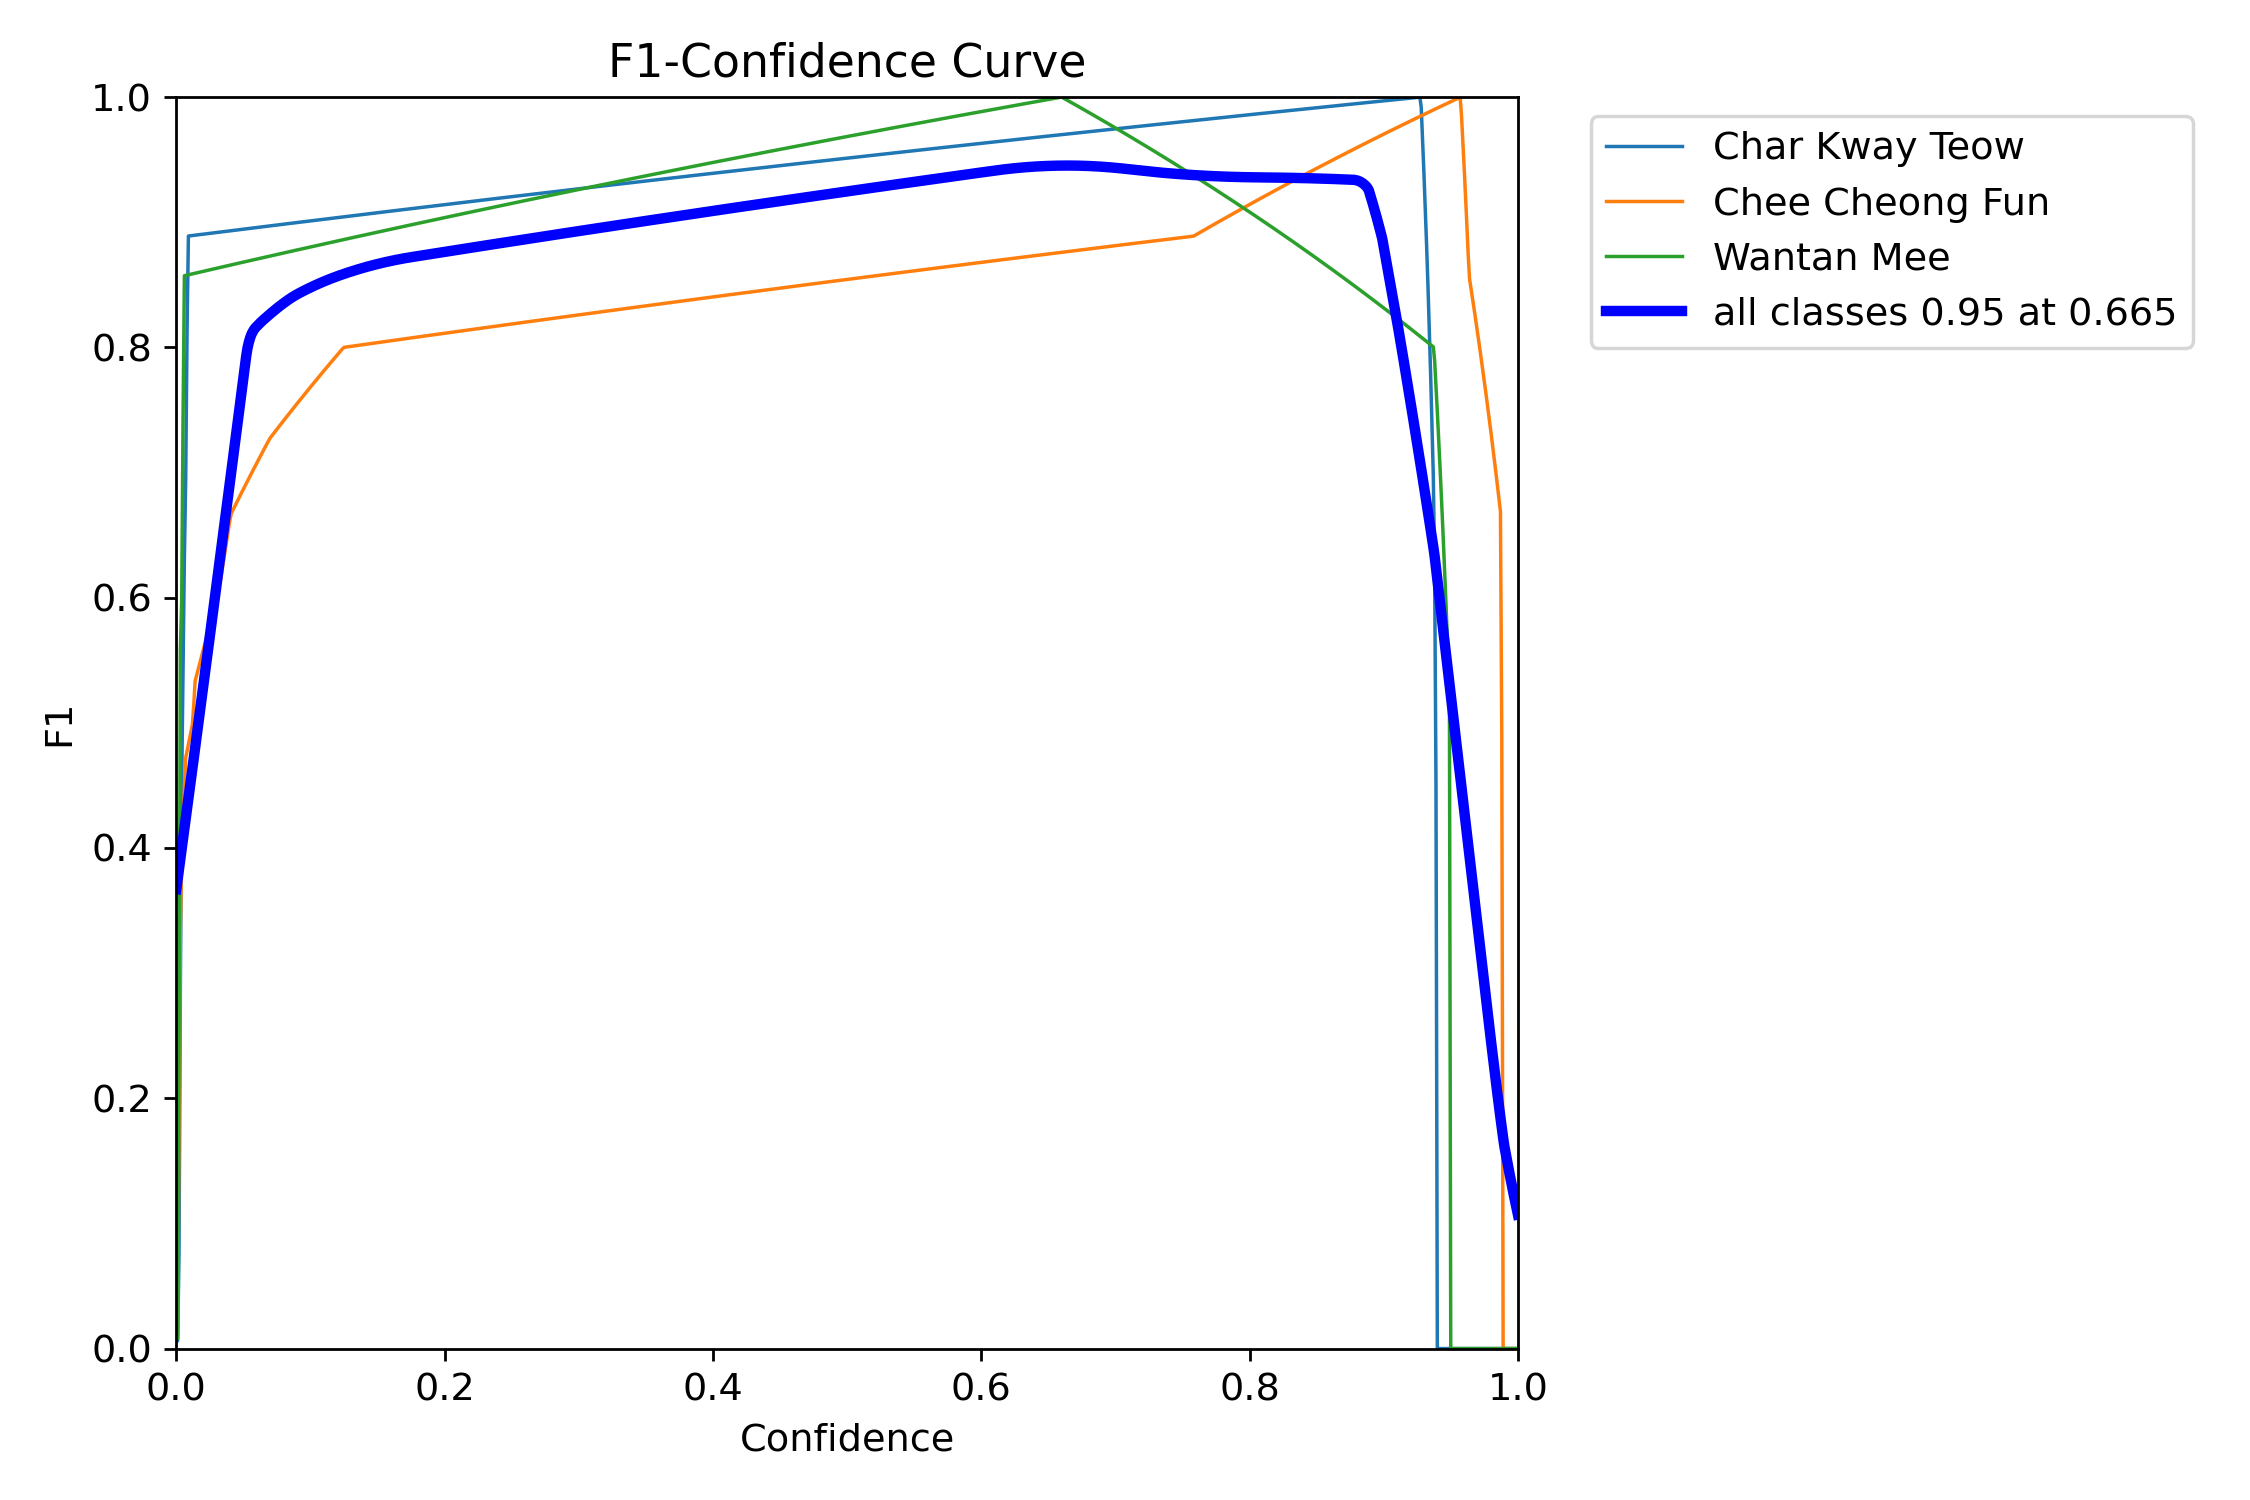 F1-Confidence Curve
1.0
0.8
0.6
0.4
0.2
0.0
F1
0.0 0.2 0.4 0.6 0.8 1.0
Confidence
Char Kway Teow
Chee Cheong Fun
Wantan Mee
all classes 0.95 at 0.665